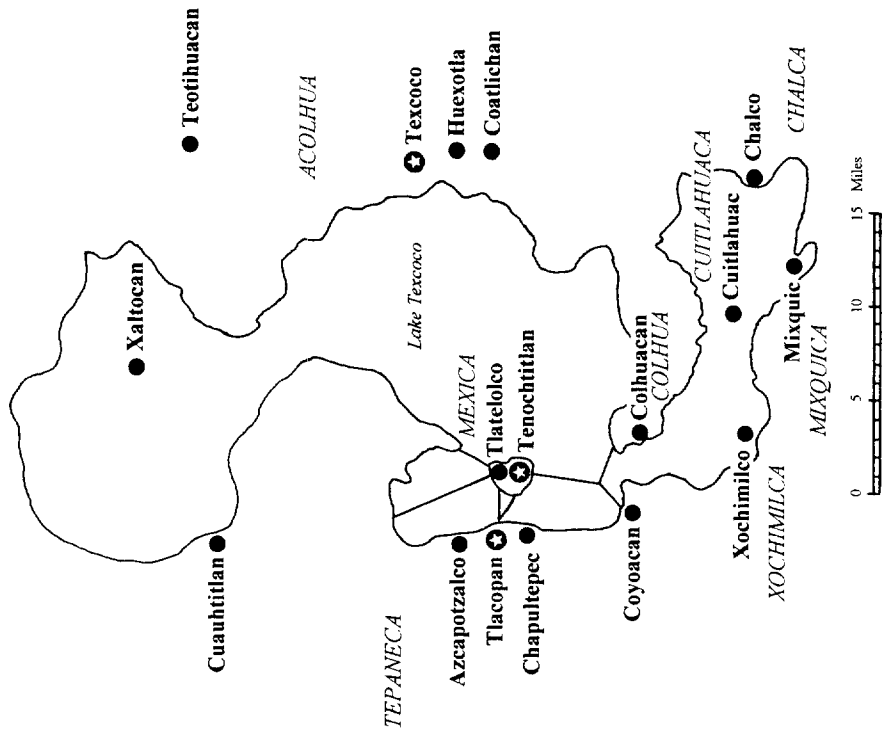 Teotihuacan
Xaltocan
ACOLHUA
Cuauhtitlan
Texcoco
Huexotla
Coatlichan
Lake Texcoco
TEPANECA
MEXICA
Azcapotzalco
Tlatelolco
Tlacopan
Tenochtitlan
Chapultepec
Coyoacan
Colhuacan
COLHUA
CUITLAHUACA
Cuitlahuac
Chalco
CHALCA
Xochimilco
XOCHIMILCA
Mixquic
MIXQUICA
0 5 10 15 Miles